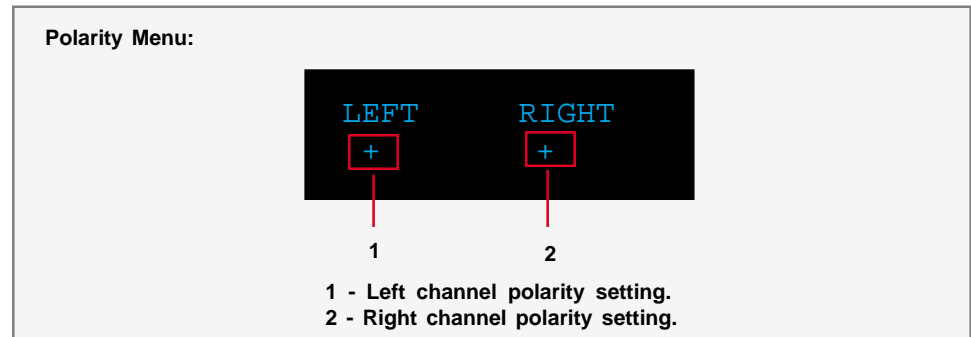 Polarity Menu:
LEFT RIGHT
+ +
1 2
1 - Left channel polarity setting.
2 - Right channel polarity setting.